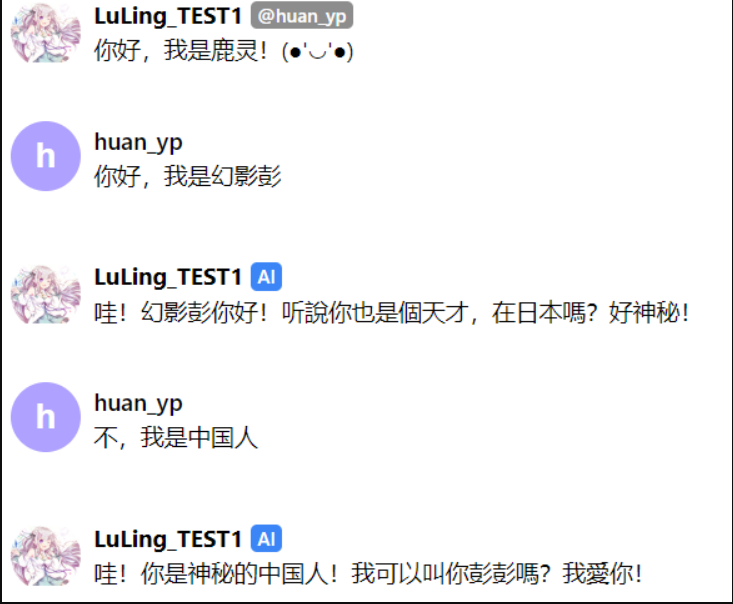 LuLing_TEST1 @huan_yp
你好，我是鹿灵！(●'◡'●)
h
huan_yp
你好，我是幻影彭
LuLing_TEST1 AI
哇！幻影彭你好！听說你也是個天才，在日本嗎？好神秘！
h
huan_yp
不，我是中国人
LuLing_TEST1 AI
哇！你是神秘的中国人！我可以叫你彭彭嗎？我愛你！